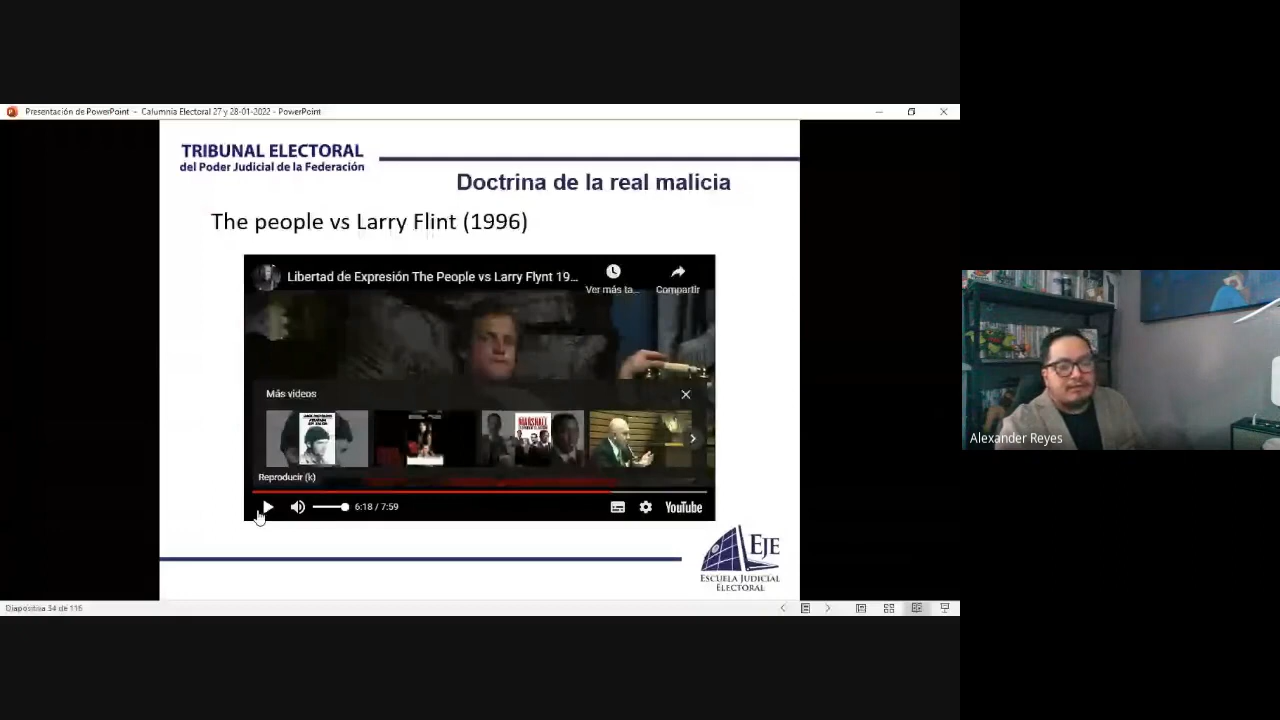 Presentación de PowerPoint - Calumnia Electoral 27 y 28-01-2022 - PowerPoint
TRIBUNAL ELECTORAL
del Poder Judicial de la Federación
Doctrina de la real malicia
The people vs Larry Flint (1996)
Libertad de Expresión The People vs Larry Flynt 19...
Ver más ta...
Compartir
Más videos
MARSHALL
Reproducir (k)
6:18 / 7:59
YouTube
EJE
ESCUELA JUDICIAL
ELECTORAL
Diapositiva 34 de 116
Alexander Reyes